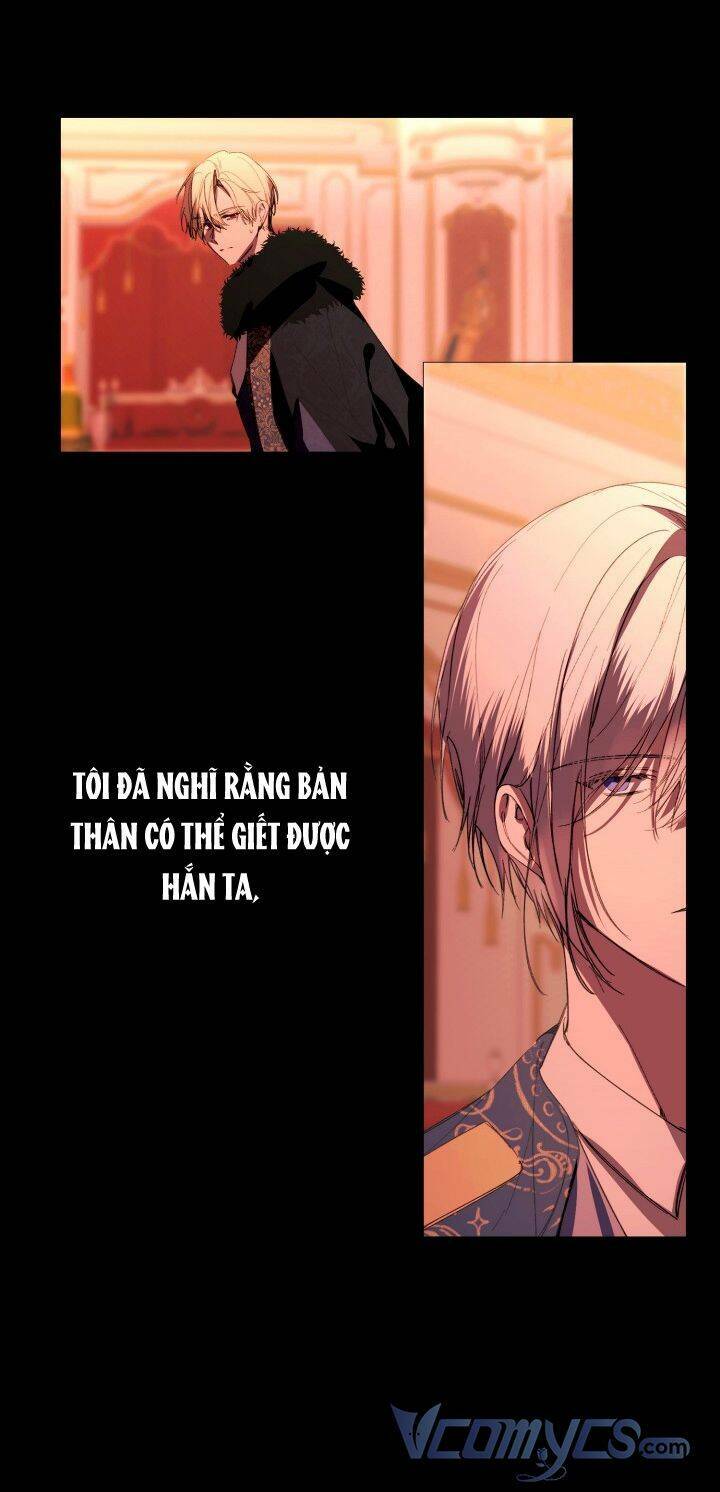 TÔI ĐÃ NGHĨ RẰNG BẢN
THÂN CÓ THỂ GIẾT ĐƯỢC
HẮN TA,
VCOMYCS.com